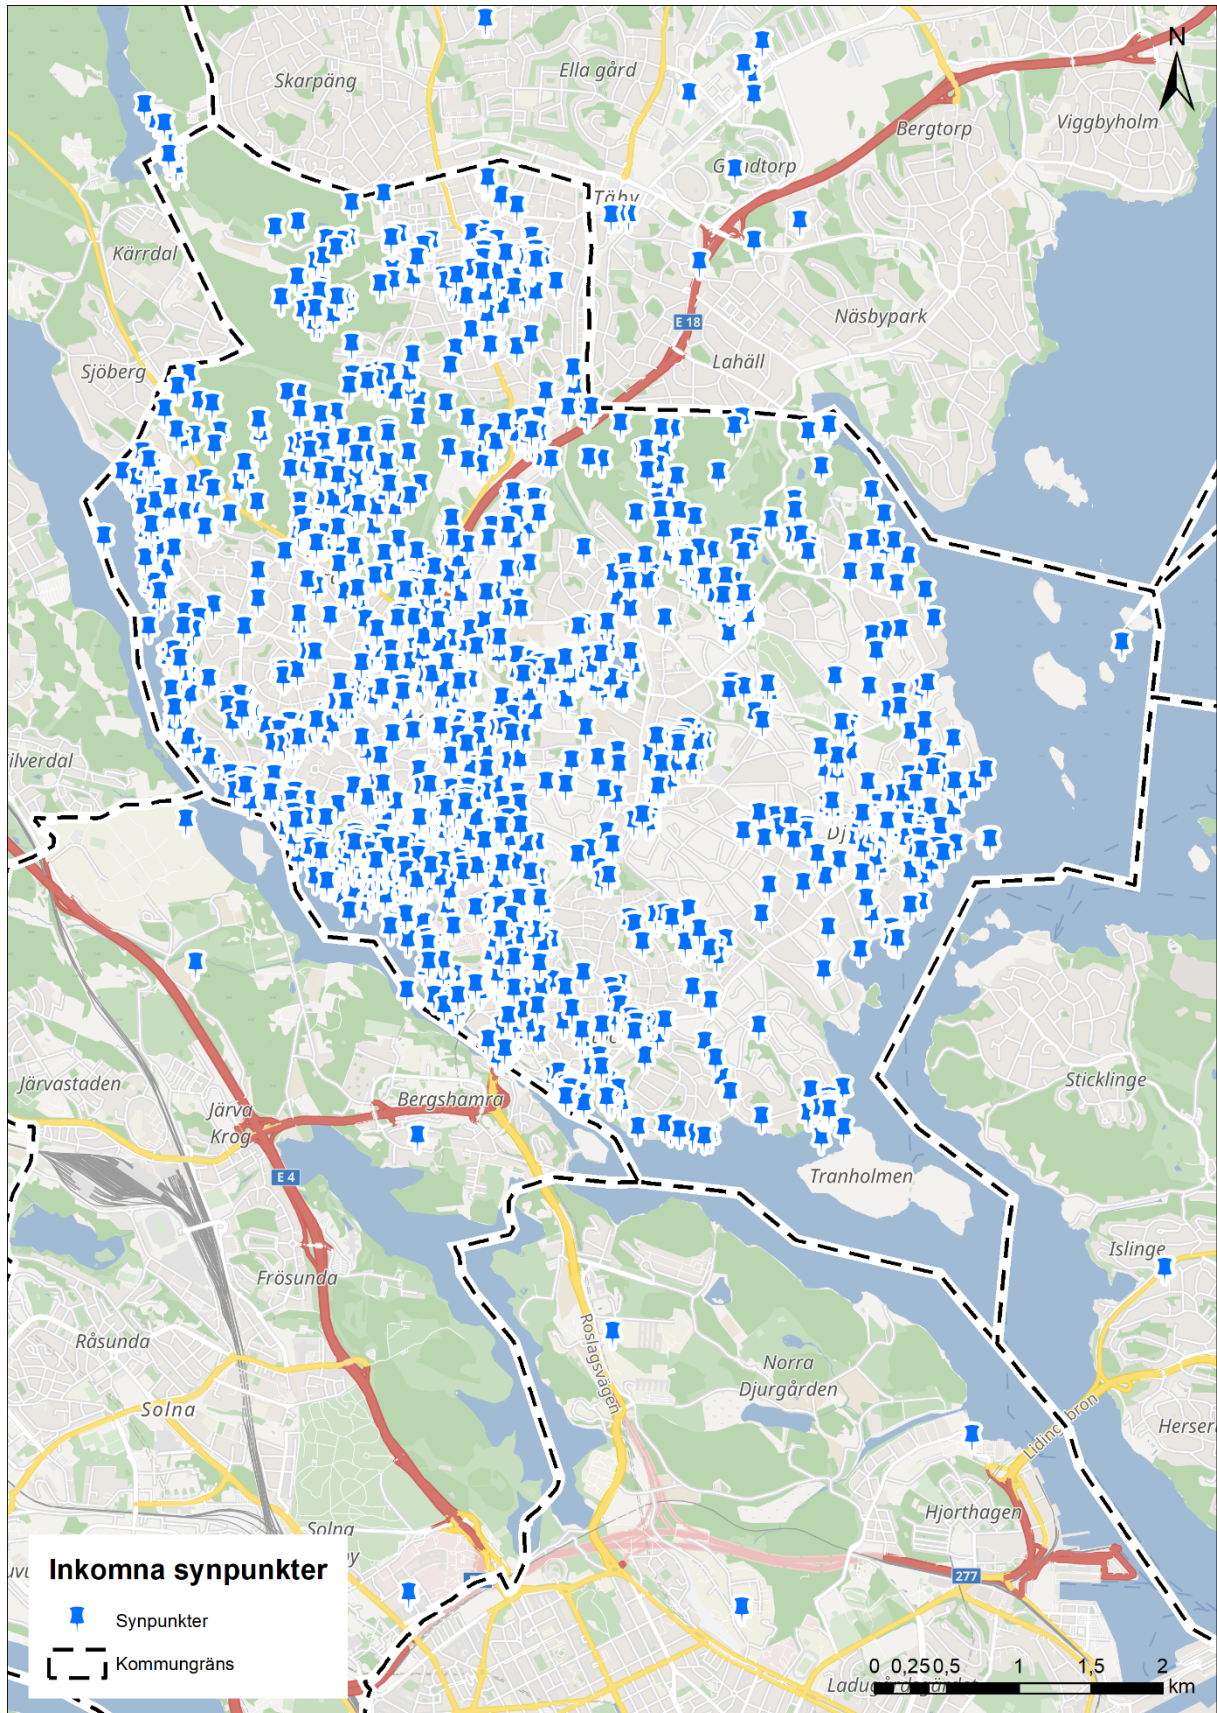 Skarpäng
Ella gård
N
Bergtorp
Viggbyholm
Täby
Kärrdal
E 18
Näsbypark
Sjöberg
Lahäll
Järvastaden
Järva
Krog
Bergshamra
Sticklinge
E 4
Tranholmen
Islinge
Frösunda
Råsunda
Roslagsvägen
Norra
Djurgården
Solna
Hjorthagen
Solna
277
Inkomna synpunkter
Synpunkter
Kommungräns
0 0,25 0,5 1 1,5 2
km